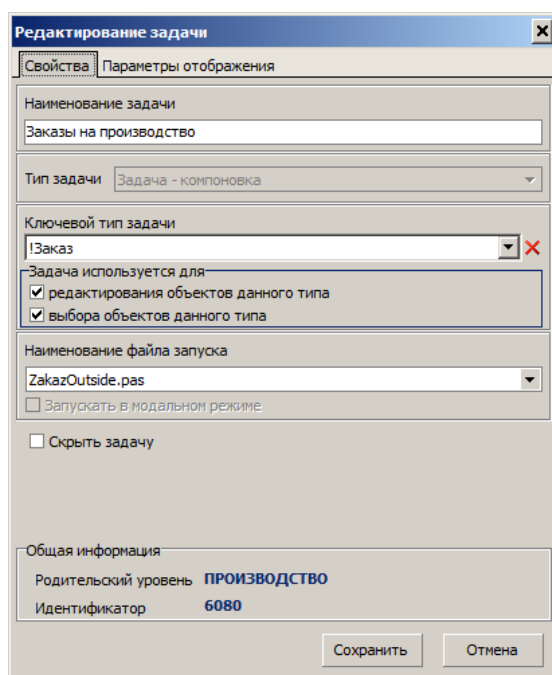 Редактирование задачи
Свойства Параметры отображения
Наименование задачи
Заказы на производство
Тип задачи Задача - компоновка
Ключевой тип задачи
!Заказ
Задача используется для
редактирования объектов данного типа
выбора объектов данного типа
Наименование файла запуска
ZakazOutside.pas
Запускать в модальном режиме
Скрыть задачу
Общая информация
Родительский уровень ПРОИЗВОДСТВО
Идентификатор 6080
Сохранить Отмена